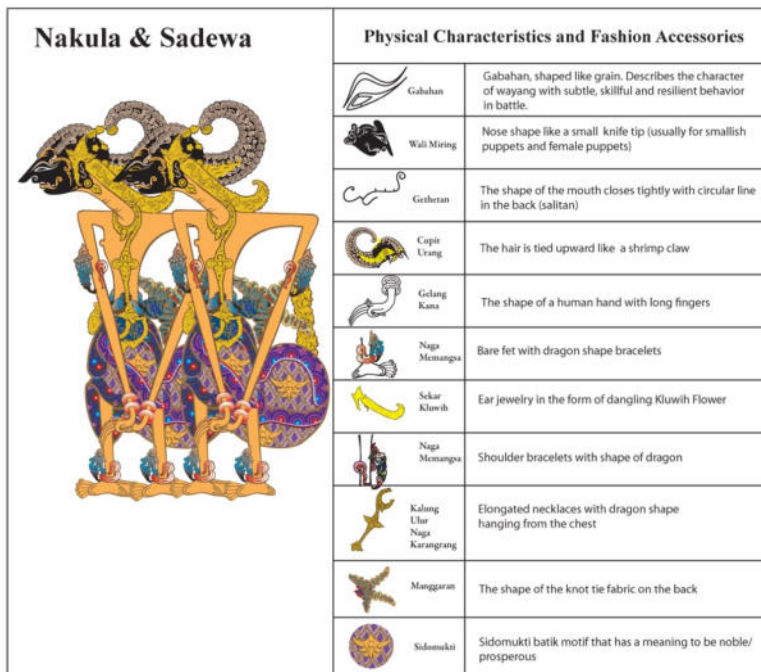 Nakula & Sadewa
Physical Characteristics and Fashion Accessories
Gabahan
Gabahan, shaped like grain. Describes the character
of wayang with subtle, skillful and resilient behavior
in battle.
Wali Miring
Nose shape like a small knife tip (usually for smallish
puppets and female puppets)
Gethetan
The shape of the mouth closes tightly with circular line
in the back (salitan)
Cupit
Urang
The hair is tied upward like a shrimp claw
Gelang
Kana
The shape of a human hand with long fingers
Naga
Memangsa
Bare fet with dragon shape bracelets
Sekar
Kluwih
Ear jewelry in the form of dangling Kluwih Flower
Naga
Memangsa
Shoulder bracelets with shape of dragon
Kalung
Ulur
Naga
Karangrang
Elongated necklaces with dragon shape
hanging from the chest
Manggaran
The shape of the knot tie fabric on the back
Sidomukti
Sidomukti batik motif that has a meaning to be noble/
prosperous